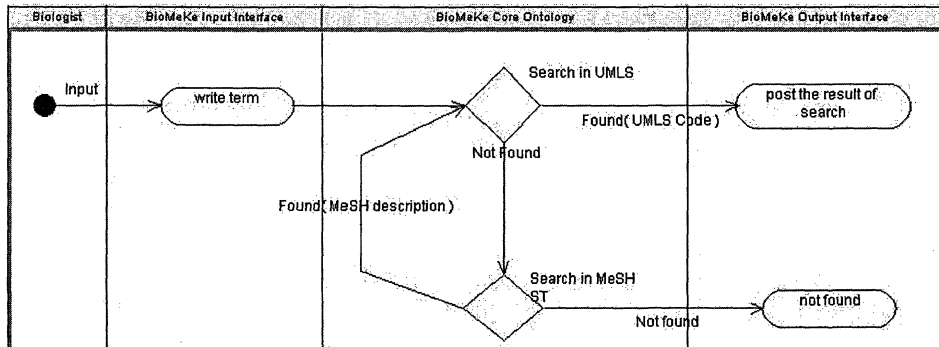 Biologist
BioMeKe Input Interface
BioMeKe Core Ontology
BioMeKe Output Interface
Input
write term
Search in UMLS
post the result of
search
Found( UMLS Code )
Not Found
Found( MeSH description )
Search in MeSH
ST
Not found
not found